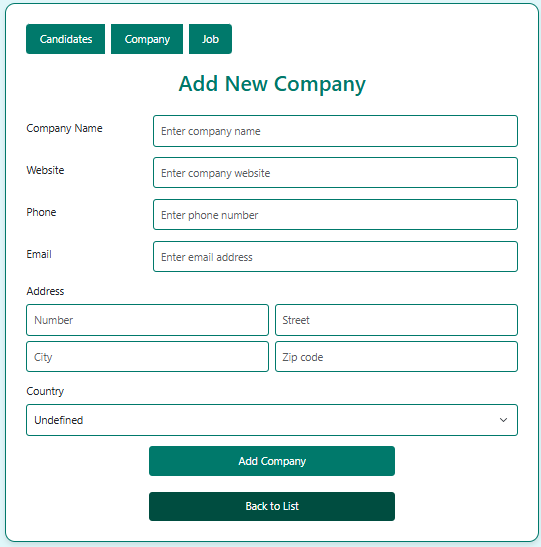 Candidates Company Job
Add New Company
Company Name Enter company name
Website Enter company website
Phone Enter phone number
Email Enter email address
Address
Number Street
City Zip code
Country
Undefined
Add Company
Back to List